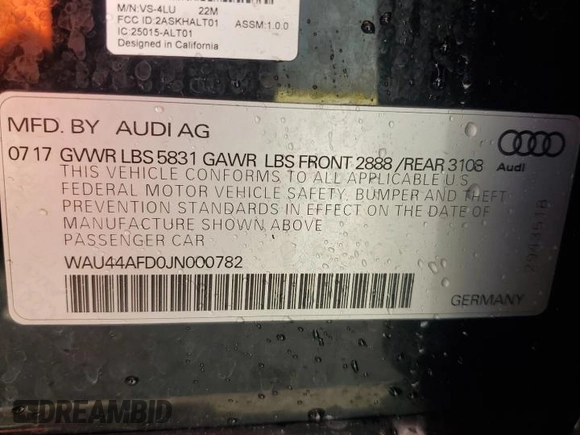 M/N:VS-4LU 22M
FCC ID:2ASKHALT01 ASSM:1.0.0
IC:25015-ALT01
Designed in California
MFD. BY AUDI AG
07 17 GVWR LBS 5831 GAWR LBS FRONT 2888 /REAR 3108
Audi
THIS VEHICLE CONFORMS TO ALL APPLICABLE U.S.
FEDERAL MOTOR VEHICLE SAFETY, BUMPER AND THEFT
PREVENTION STANDARDS IN EFFECT ON THE DATE OF
MANUFACTURE SHOWN ABOVE
PASSENGER CAR
WAU44AFD0JN000782
GERMANY
DREAMBID